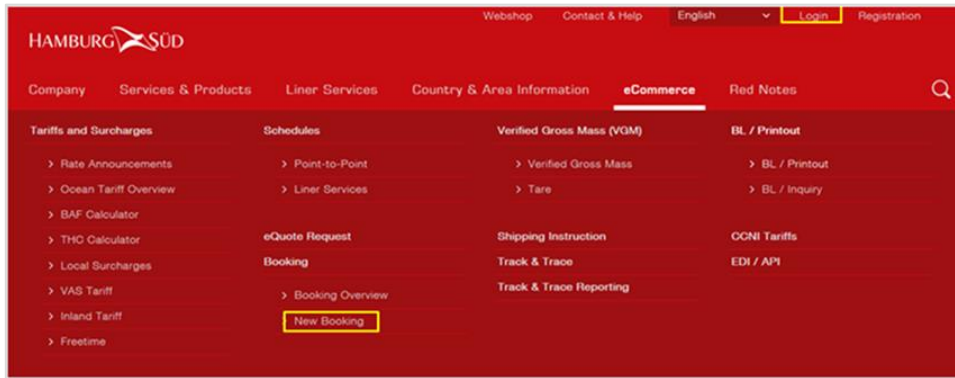 Webshop Contact & Help English Login Registration
HAMBURG SÜD
Company Services & Products Liner Services Country & Area Information eCommerce Red Notes
Tariffs and Surcharges
Rate Announcements
Ocean Tariff Overview
BAF Calculator
THC Calculator
Local Surcharges
VAS Tariff
Inland Tariff
Freetime
Schedules
Point-to-Point
Liner Services
eQuote Request
Booking
Booking Overview
New Booking
Verified Gross Mass (VGM)
Verified Gross Mass
Tare
Shipping Instruction
Track & Trace
Track & Trace Reporting
BL / Printout
BL / Printout
BL / Inquiry
CCNI Tariffs
EDI / API